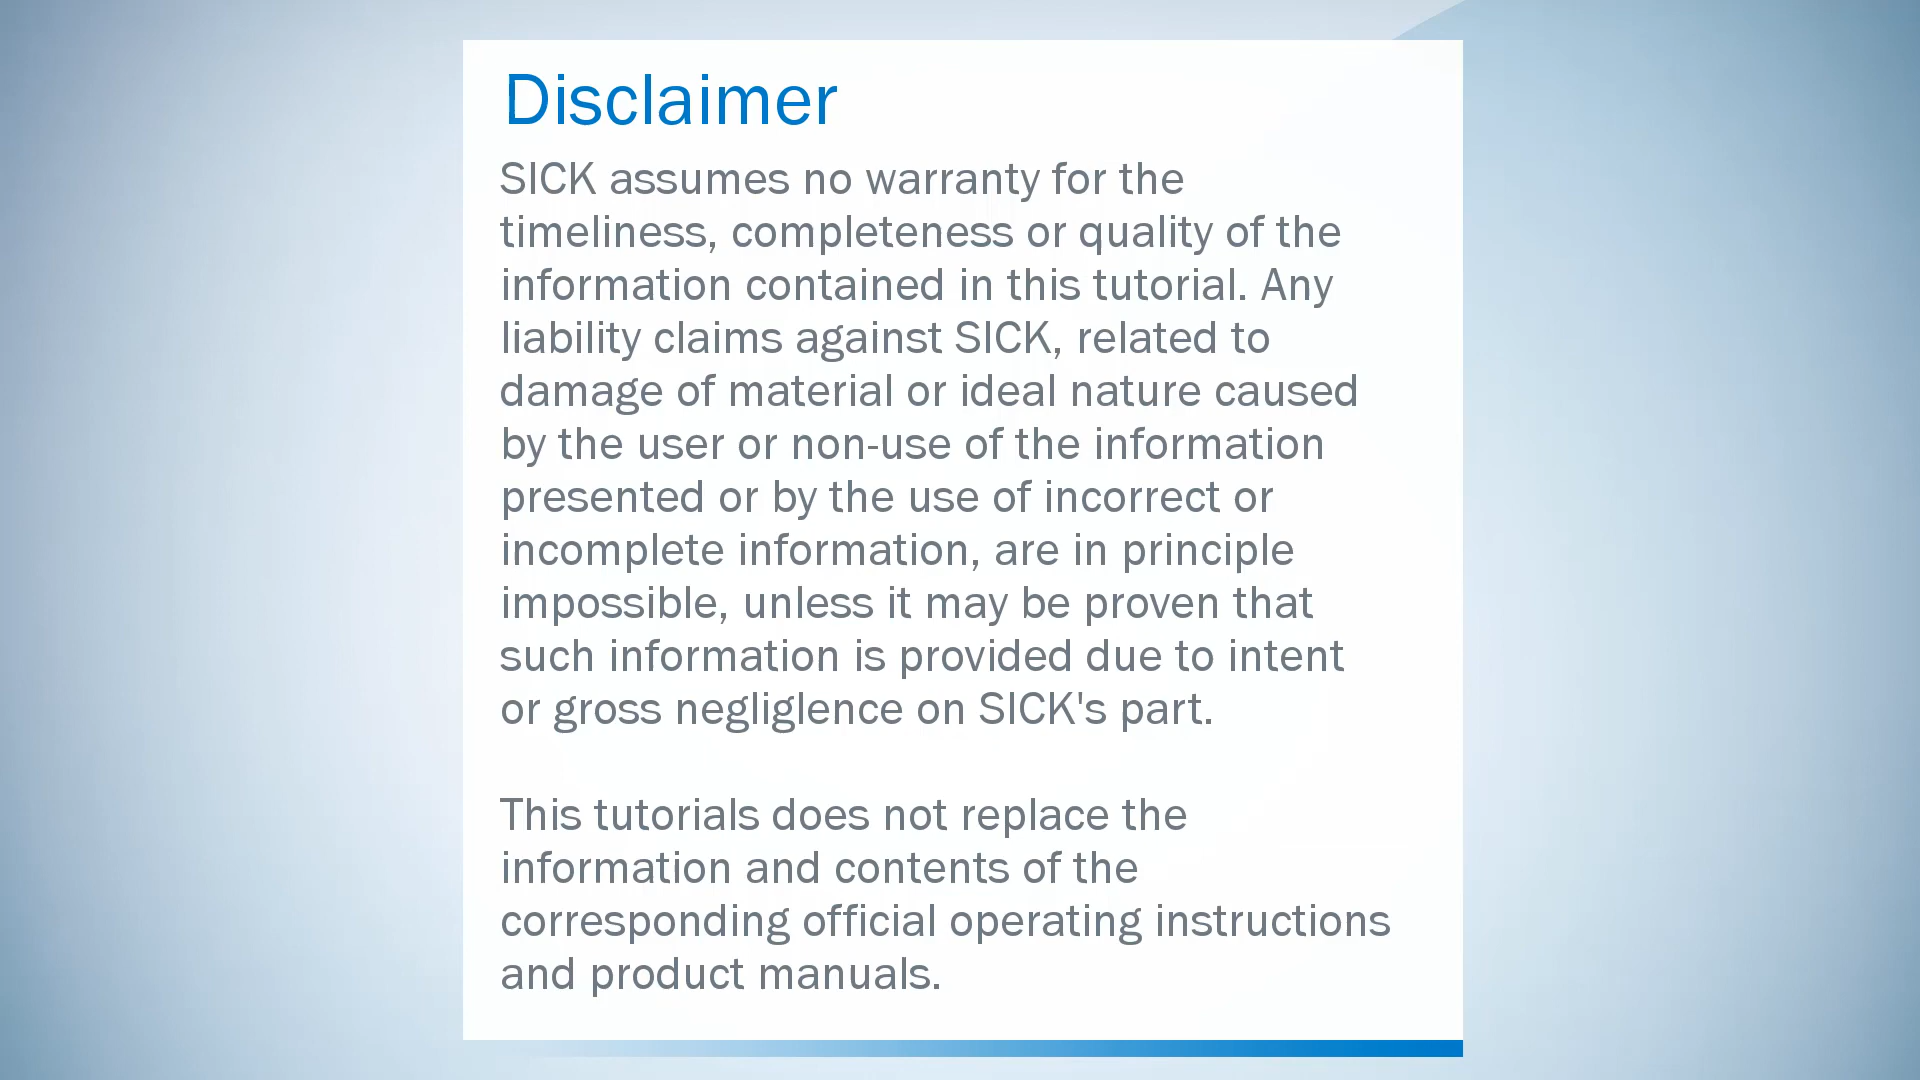 Disclaimer
SICK assumes no warranty for the
timeliness, completeness or quality of the
information contained in this tutorial. Any
liability claims against SICK, related to
damage of material or ideal nature caused
by the user or non-use of the information
presented or by the use of incorrect or
incomplete information, are in principle
impossible, unless it may be proven that
such information is provided due to intent
or gross negliglence on SICK's part.
This tutorials does not replace the
information and contents of the
corresponding official operating instructions
and product manuals.